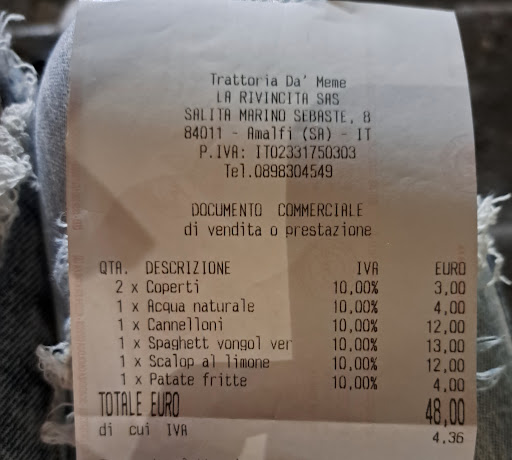 Trattoria Da' Meme
LA RIVINCITA SAS
SALITA MARINO SEBASTE, 8
84011 - Amalfi (SA) - IT
P.IVA: IT02331750303
Tel.0898304549
DOCUMENTO COMMERCIALE
di vendita o prestazione
QTA. DESCRIZIONE IVA EURO
2 x Coperti 10,00% 3,00
1 x Acqua naturale 10,00% 4,00
1 x Cannelloni 10,00% 12,00
1 x Spaghett vongol ver 10,00% 13,00
1 x Scalop al limone 10,00% 12,00
1 x Patate fritte 10,00% 4,00
TOTALE EURO 48,00
di cui IVA 4,36